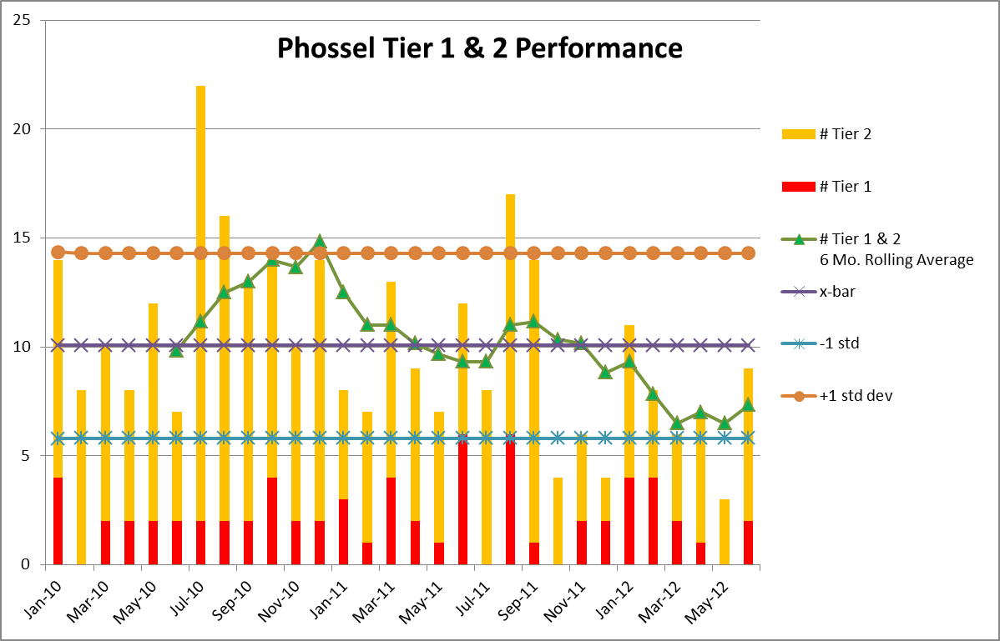 Phossel Tier 1 & 2 Performance
25
20
15
10
5
0
Jan-10
Mar-10
May-10
Jul-10
Sep-10
Nov-10
Jan-11
Mar-11
May-11
Jul-11
Sep-11
Nov-11
Jan-12
Mar-12
May-12
# Tier 2
# Tier 1
# Tier 1 & 2
6 Mo. Rolling Average
x-bar
-1 std
+1 std dev